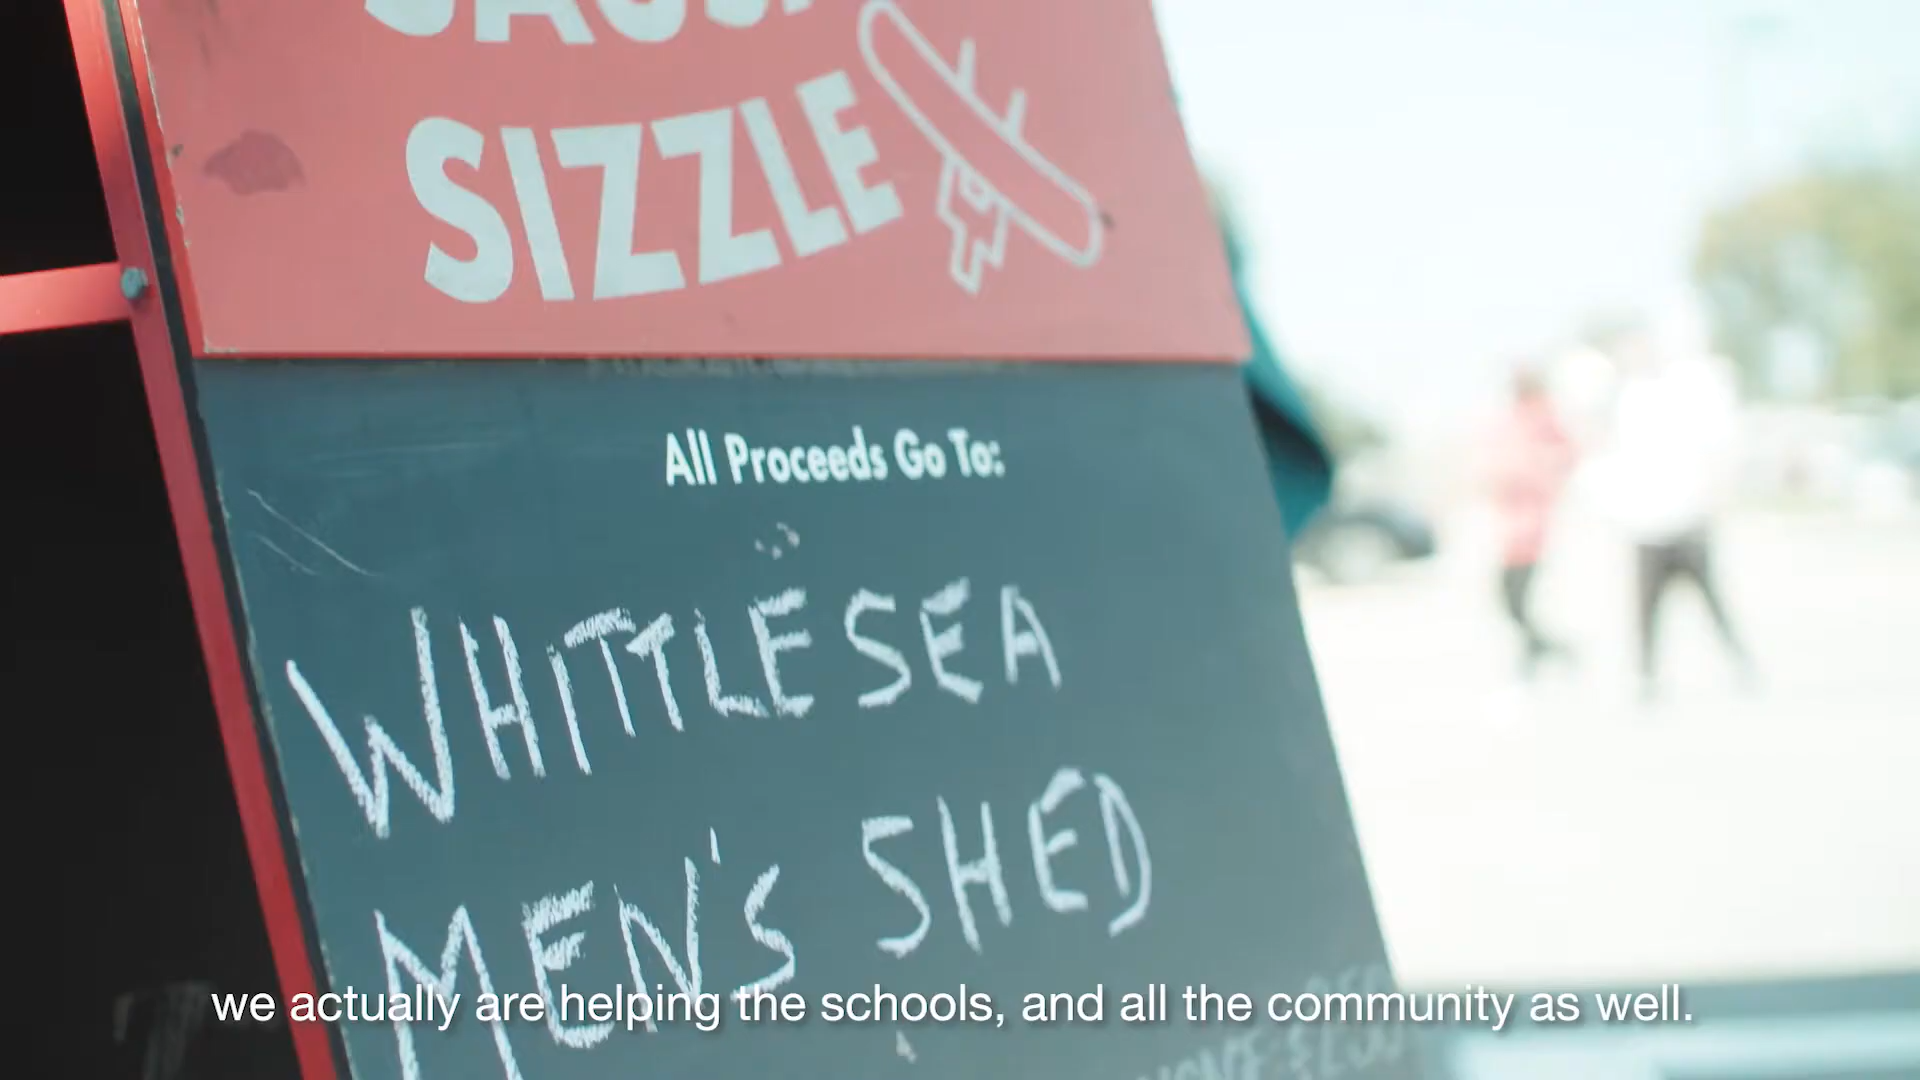 SIZZLE
All Proceeds Go To:
WHITTLESEA
MEN'S SHED
we actually are helping the schools, and all the community as well.